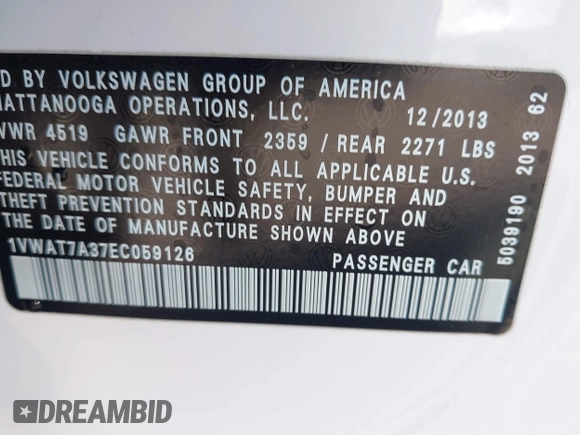 D BY VOLKSWAGEN GROUP OF AMERICA
ATTANOOGA OPERATIONS, LLC. 12/2013
VWR 4519 GAWR FRONT 2359 / REAR 2271 LBS
THIS VEHICLE CONFORMS TO ALL APPLICABLE U.S.
FEDERAL MOTOR VEHICLE SAFETY, BUMPER AND
THEFT PREVENTION STANDARDS IN EFFECT ON
THE DATE OF MANUFACTURE SHOWN ABOVE
1VWAT7A37EC059126 PASSENGER CAR
5039190 2013 62
DREAMBID